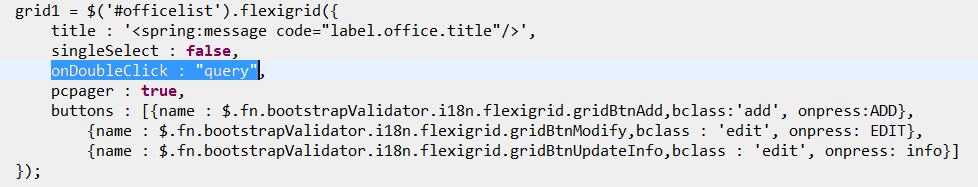 grid1 = $('#officelist').flexigrid({
title : '<spring:message code="label.office.title"/>',
singleSelect : false,
onDoubleClick : "query",
pcpager : true,
buttons : [{name : $.fn.bootstrapValidator.i18n.flexigrid.gridBtnAdd,bclass:'add', onpress:ADD},
{name : $.fn.bootstrapValidator.i18n.flexigrid.gridBtnModify,bclass : 'edit', onpress: EDIT},
{name : $.fn.bootstrapValidator.i18n.flexigrid.gridBtnUpdateInfo,bclass : 'edit', onpress: info}]
});